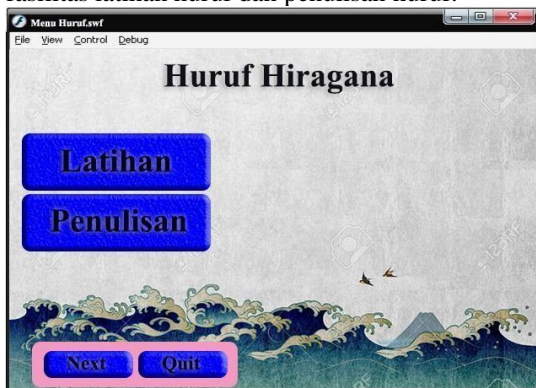 fasilitas latihan huruf dan penulisan huruf.
Menu Huruf.swf
File View Control Debug
Huruf Hiragana
Latihan
Penulisan
Next Quit